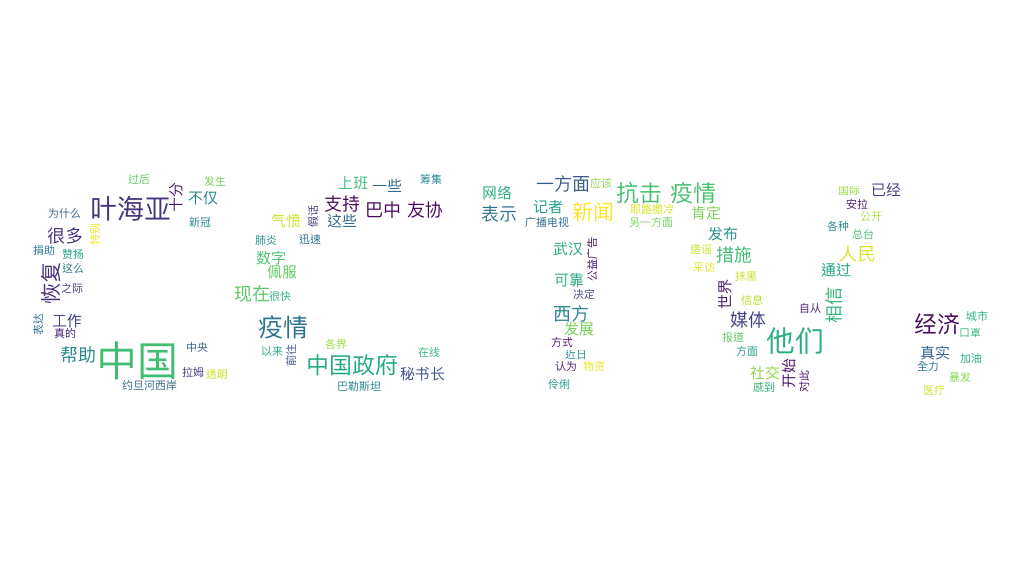 过后
发生
叶海亚
十分
不仅
为什么
新冠
很多
特别
捐助
赞扬
这么
恢复
之际
表达
工作
真的
帮助
中国
中央
拉姆
透明
约旦河西岸
上班
一些
筹集
支持
巴中
友协
气愤
假话
这些
肺炎
迅速
数字
佩服
现在
很快
疫情
以来
前往
各界
中国政府
在线
秘书长
巴勒斯坦
网络
一方面
应该
表示
记者
新闻
广播电视
武汉
公益广告
可靠
决定
西方
发展
方式
近日
认为
物资
伶俐
抗击
疫情
耶路撒冷
另一方面
肯定
发布
造谣
措施
采访
抹黑
世界
信息
媒体
报道
方面
他们
社交
感到
开始
对此
自从
相信
通过
国际
已经
安拉
公开
各种
总台
人民
经济
城市
口罩
真实
加油
全力
暴发
医疗